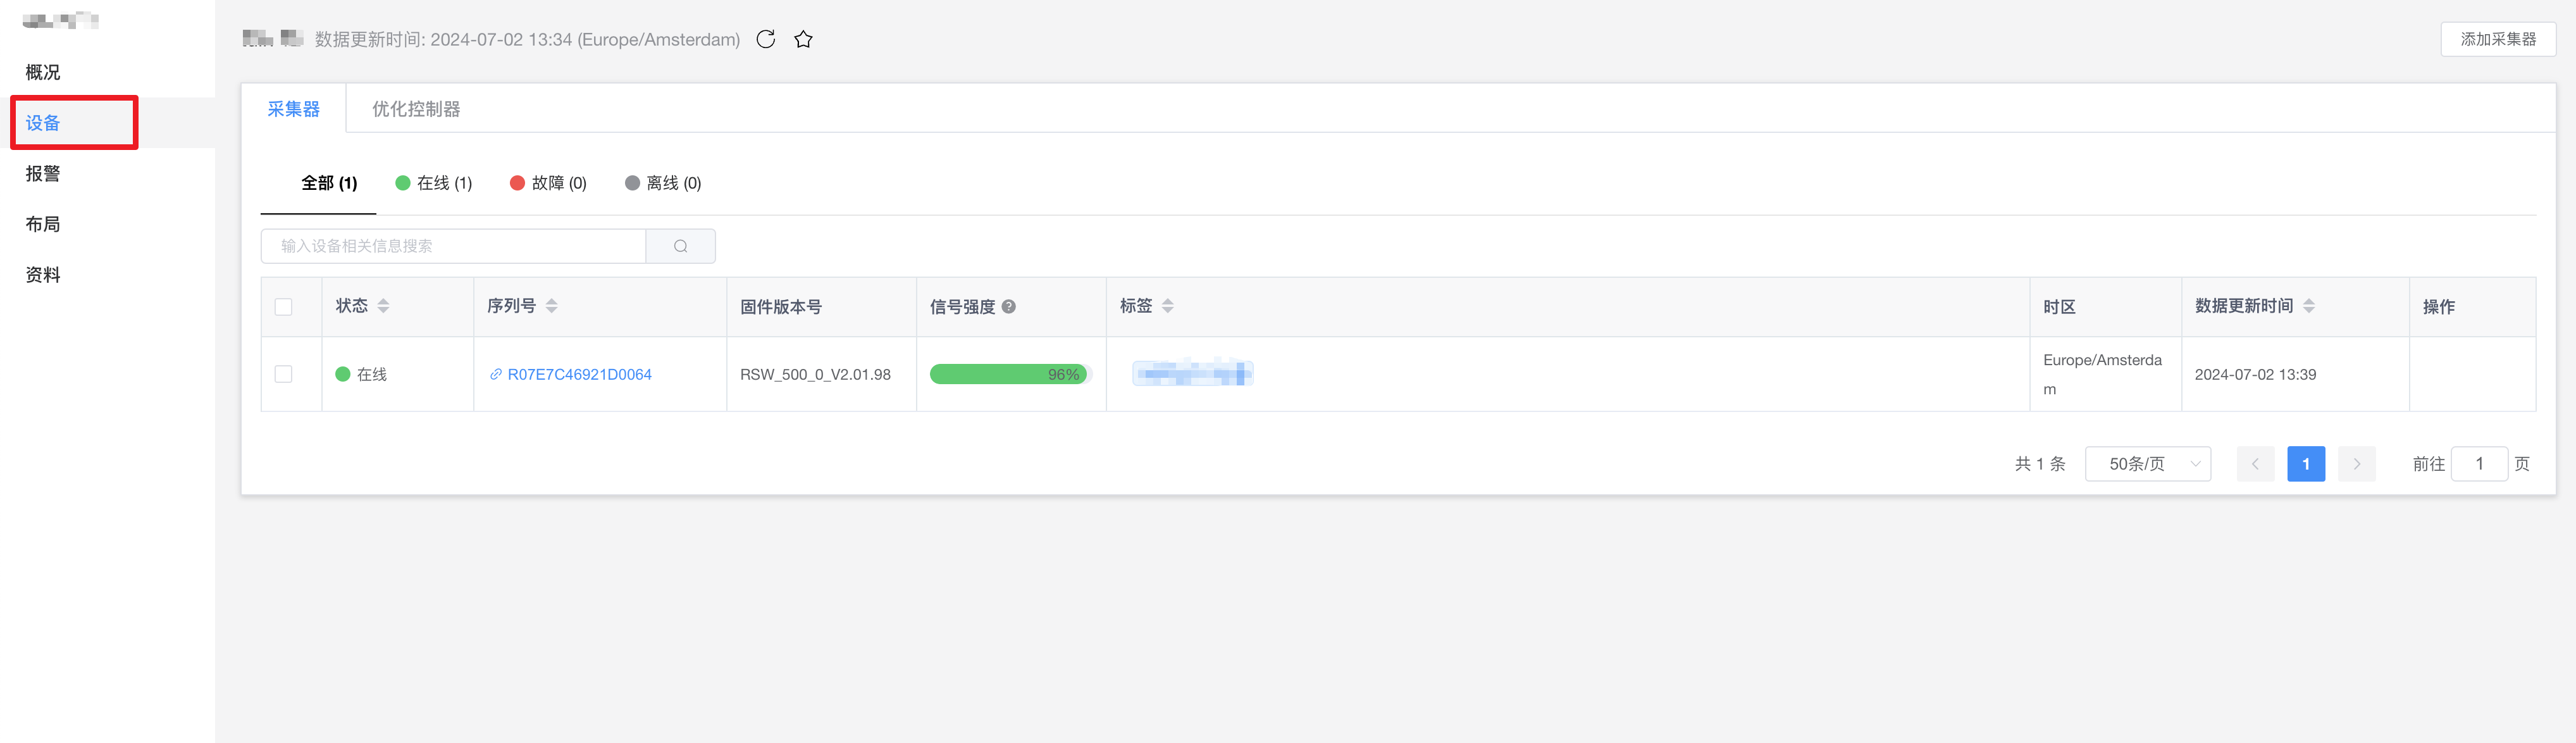 概况
设备
报警
布局
资料
数据更新时间: 2024-07-02 13:34 (Europe/Amsterdam)
添加采集器
采集器 优化控制器
全部 (1) 在线 (1) 故障 (0) 离线 (0)
输入设备相关信息搜索
状态 序列号 固件版本号 信号强度 ? 标签 时区 数据更新时间 操作
在线 R07E7C46921D0064 RSW_500_0_V2.01.98 96% Europe/Amsterda
m 2024-07-02 13:39
共 1 条 50条/页 1 前往 1 页